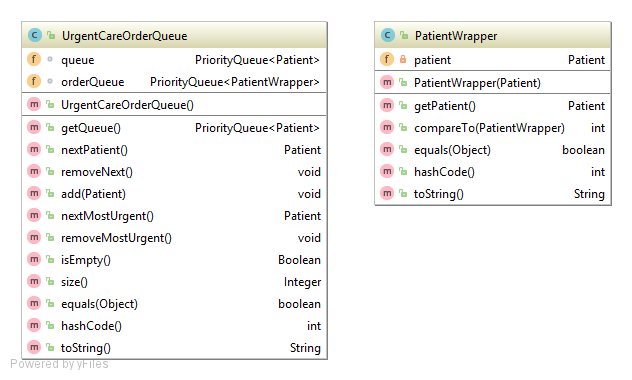 C UrgentCareOrderQueue
f queue PriorityQueue<Patient>
f orderQueue PriorityQueue<PatientWrapper>
m UrgentCareOrderQueue()
m getQueue() PriorityQueue<Patient>
m nextPatient() Patient
m removeNext() void
m add(Patient) void
m nextMostUrgent() Patient
m removeMostUrgent() void
m isEmpty() Boolean
m size() Integer
m equals(Object) boolean
m hashCode() int
m toString() String
C PatientWrapper
f patient Patient
m PatientWrapper(Patient)
m getPatient() Patient
m compareTo(PatientWrapper) int
m equals(Object) boolean
m hashCode() int
m toString() String
Powered by yFiles